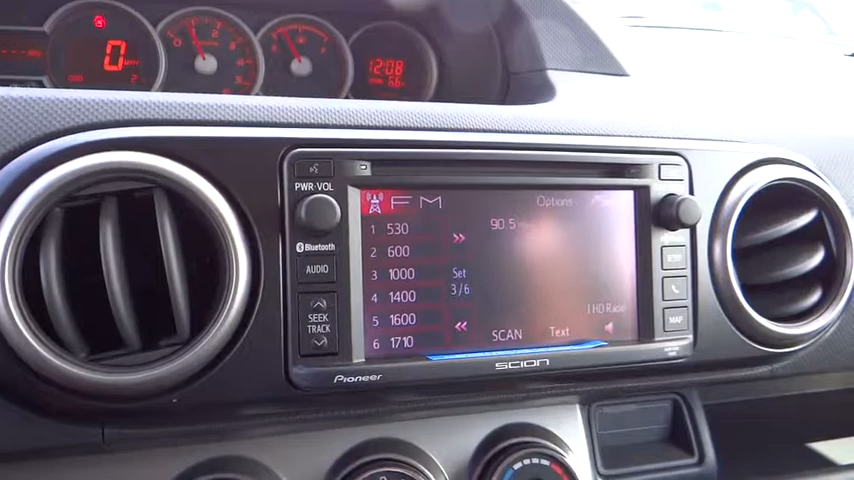 0
12:08
PWR·VOL
Bluetooth
AUDIO
SEEK
TRACK
FM
90.5
Options
1 530
2 600
3 1000
4 1400
5 1600
6 1710
Set
3/6
HD Radio
SCAN
Text
MAP
Pioneer
SCION